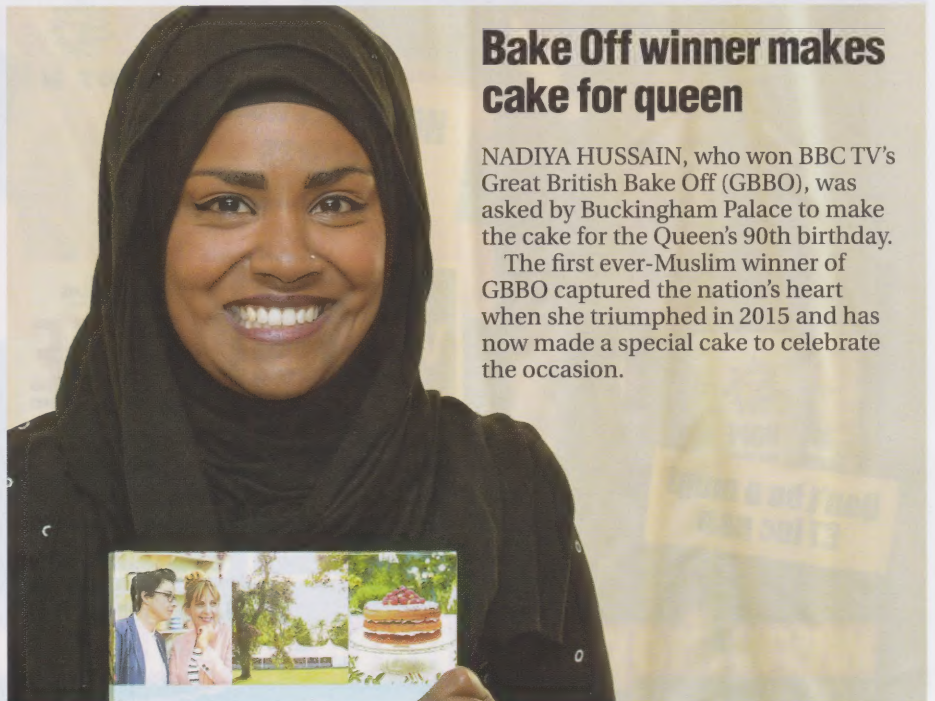 Bake Off winner makes
cake for queen
NADIYA HUSSAIN, who won BBC TV's
Great British Bake Off (GBBO), was
asked by Buckingham Palace to make
the cake for the Queen's 90th birthday.
The first ever-Muslim winner of
GBBO captured the nation's heart
when she triumphed in 2015 and has
now made a special cake to celebrate
the occasion.